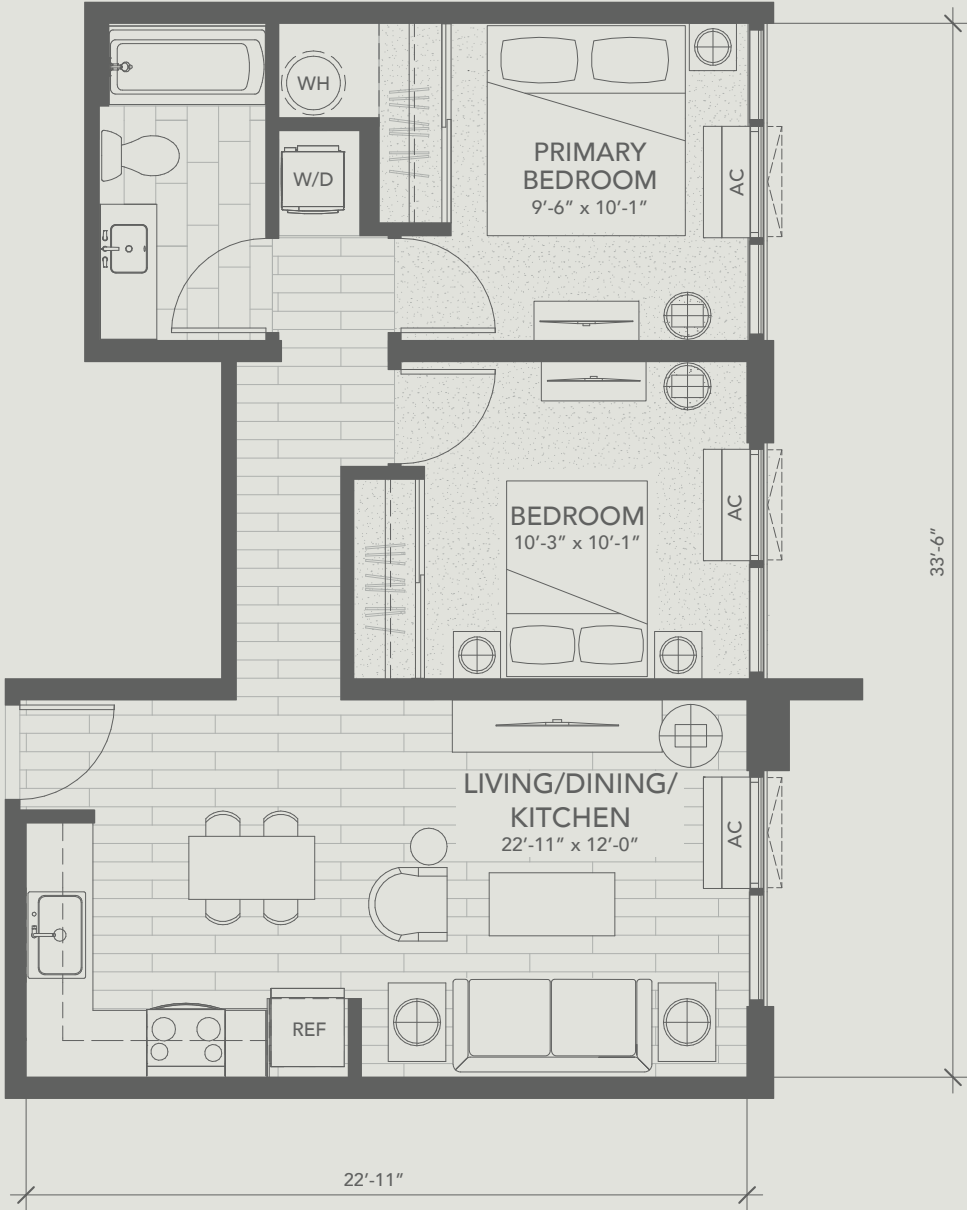 WH
W/D
PRIMARY
BEDROOM
9’-6” x 10’-1”
AC
BEDROOM
10’-3” x 10’-1”
AC
33’-6”
LIVING/DINING/
KITCHEN
22’-11” x 12’-0”
AC
REF
22’-11”